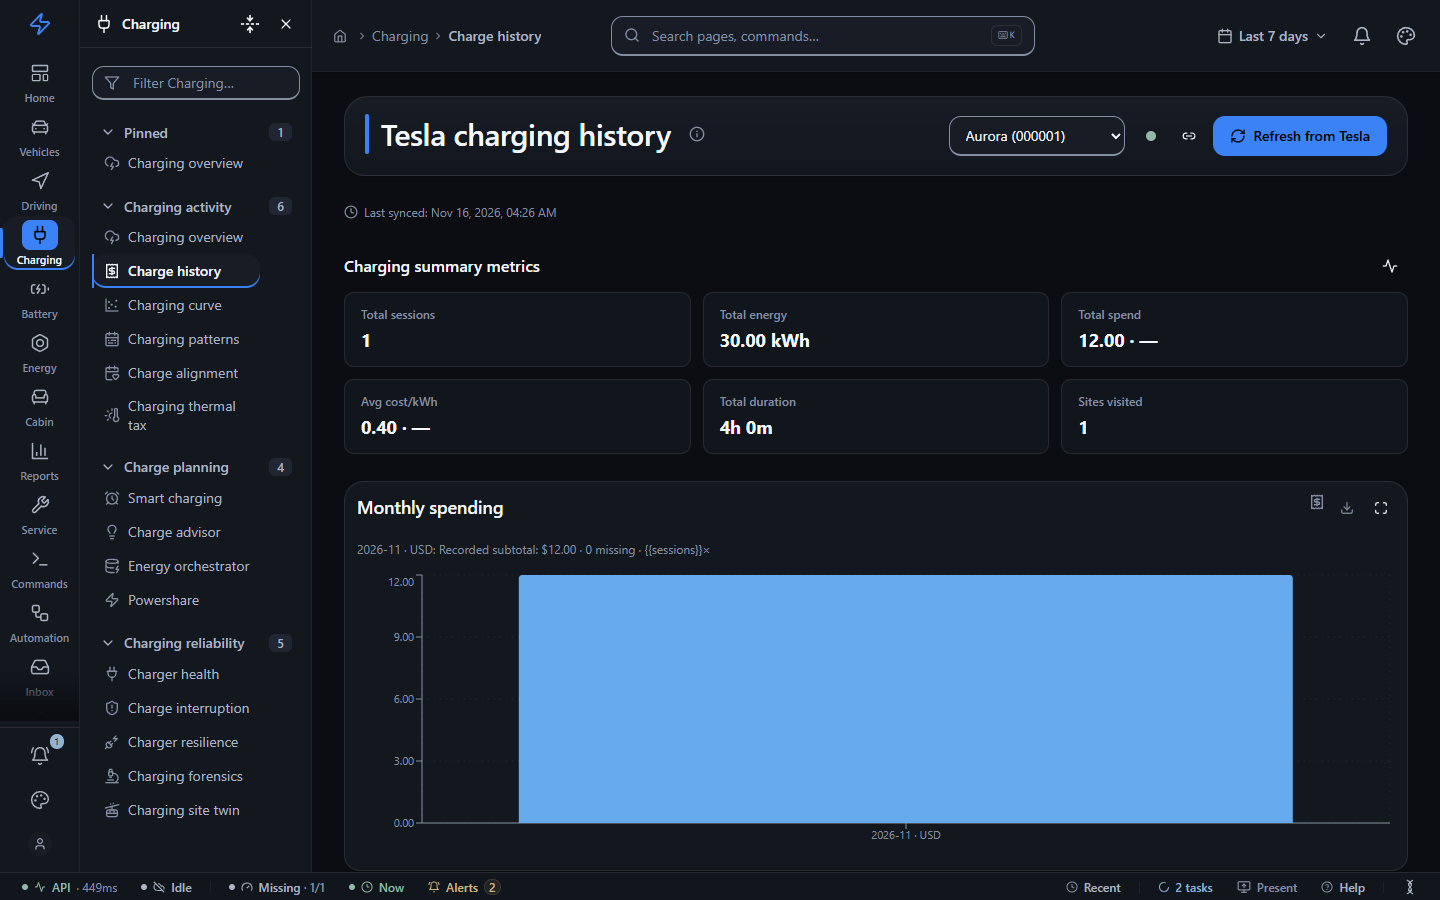 Home
Vehicles
Driving
Charging
Battery
Energy
Cabin
Reports
Service
Commands
Automation
Inbox
1
Charging
Filter Charging...
Pinned 1
Charging overview
Charging activity 6
Charging overview
Charge history
Charging curve
Charging patterns
Charge alignment
Charging thermal
tax
Charge planning 4
Smart charging
Charge advisor
Energy orchestrator
Powershare
Charging reliability 5
Charger health
Charge interruption
Charger resilience
Charging forensics
Charging site twin
Charging Charge history
Search pages, commands... K
Last 7 days
Tesla charging history
Aurora (000001)
Refresh from Tesla
Last synced: Nov 16, 2026, 04:26 AM
Charging summary metrics
Total sessions
1
Total energy
30.00 kWh
Total spend
12.00 · —
Avg cost/kWh
0.40 · —
Total duration
4h 0m
Sites visited
1
Monthly spending
2026-11 · USD: Recorded subtotal: $12.00 · 0 missing · {{sessions}}×
12.00
9.00
6.00
3.00
0.00
2026-11 · USD
API · 449ms Idle Missing · 1/1 Now Alerts 2 Recent 2 tasks Present Help